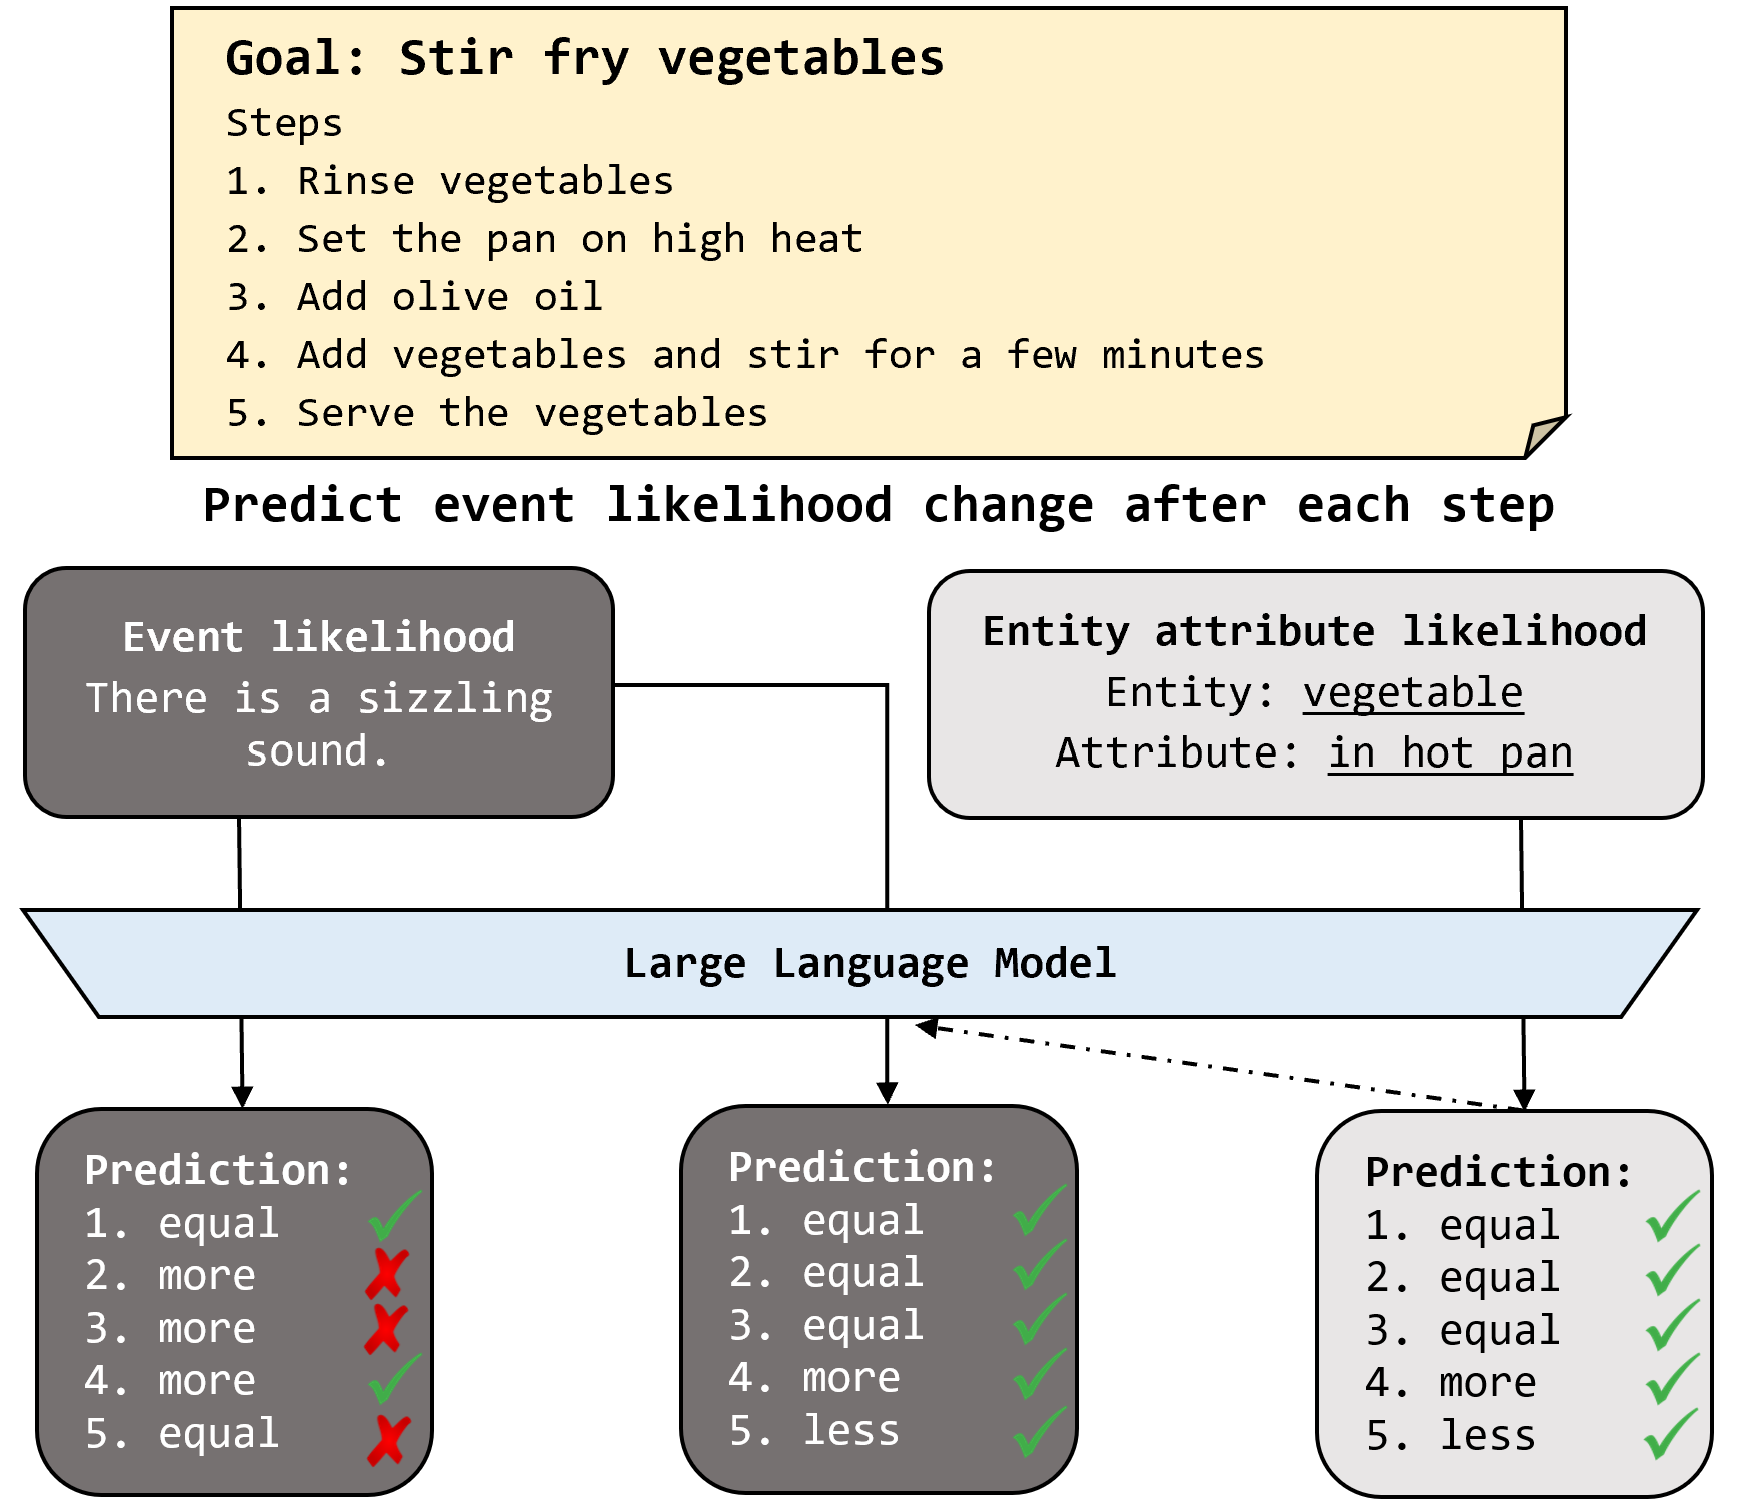 Goal: Stir fry vegetables
Steps
1. Rinse vegetables
2. Set the pan on high heat
3. Add olive oil
4. Add vegetables and stir for a few minutes
5. Serve the vegetables
Predict event likelihood change after each step
Event likelihood
There is a sizzling
sound.
Entity attribute likelihood
Entity: vegetable
Attribute: in hot pan
Large Language Model
Prediction:
1. equal
2. more
3. more
4. more
5. equal
Prediction:
1. equal
2. equal
3. equal
4. more
5. less
Prediction:
1. equal
2. equal
3. equal
4. more
5. less